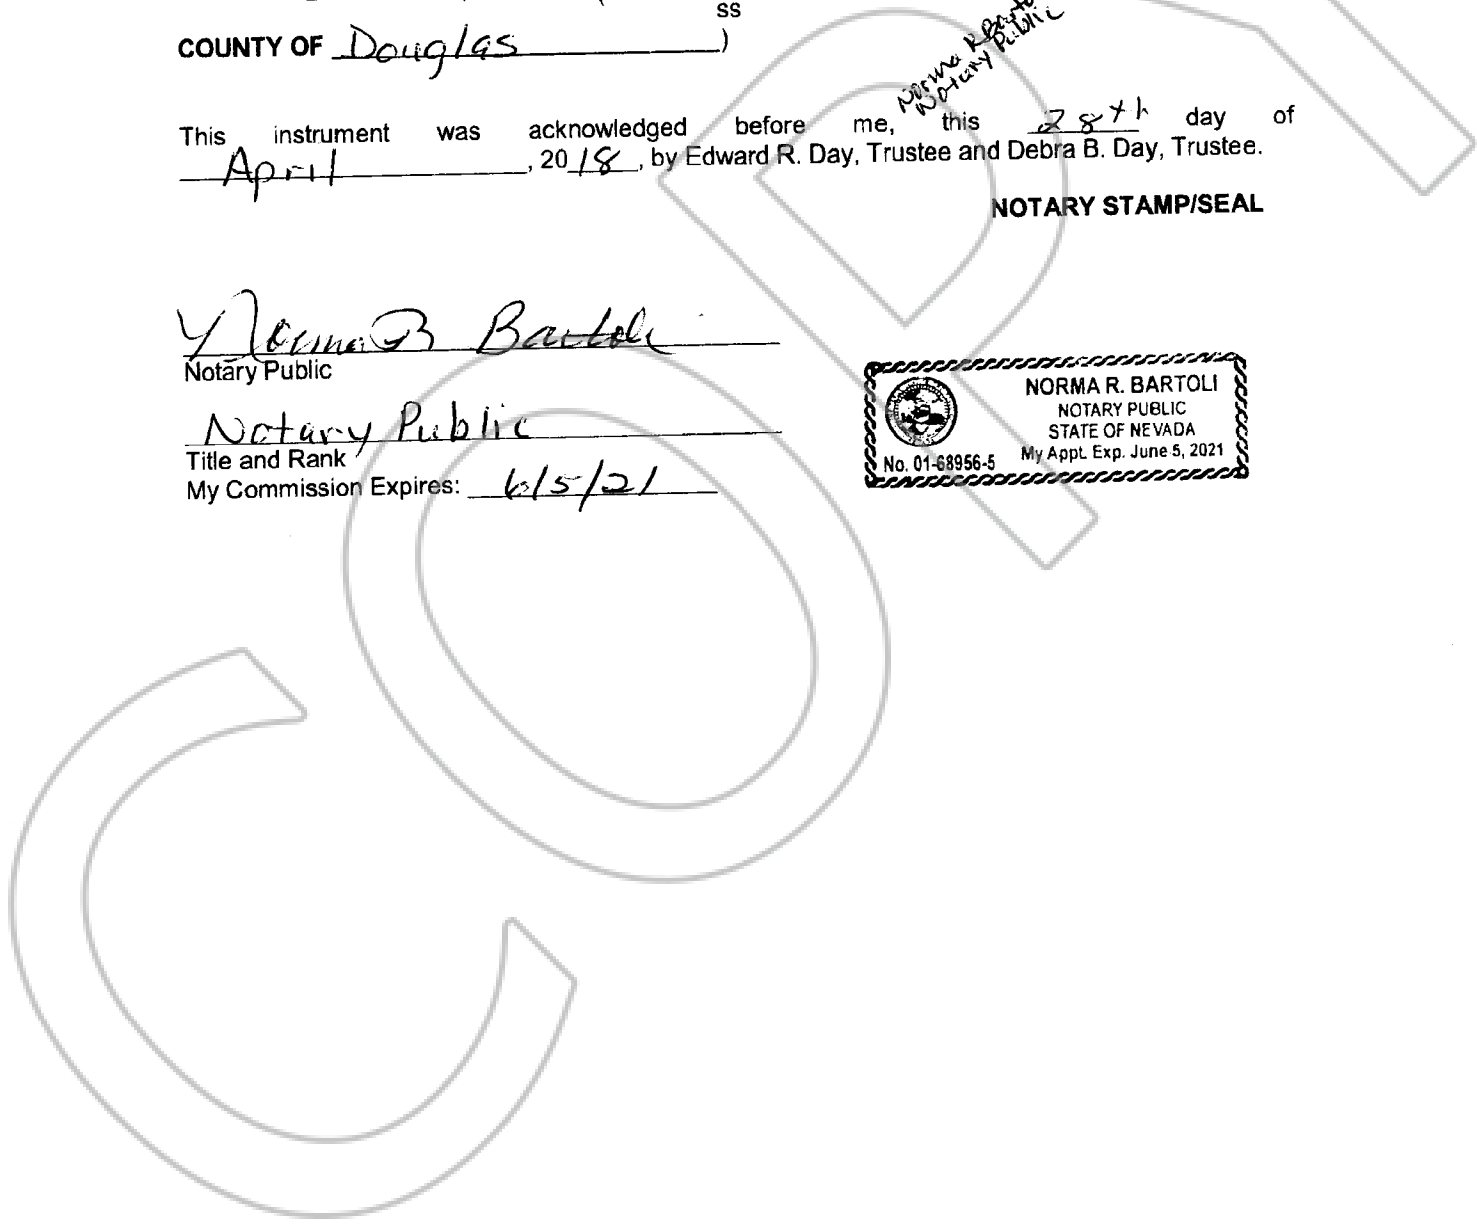 ss
COUNTY OF Douglas )
Norma R Barto
Notary Public
This instrument was acknowledged before me, this 28th day of
April, 2018, by Edward R. Day, Trustee and Debra B. Day, Trustee.
NOTARY STAMP/SEAL
Norma R Bartoli
Notary Public
NORMA R. BARTOLI
NOTARY PUBLIC
STATE OF NEVADA
No. 01-68956-5 My Appt. Exp. June 5, 2021
Notary Public
Title and Rank
My Commission Expires: 6/5/21
COPY